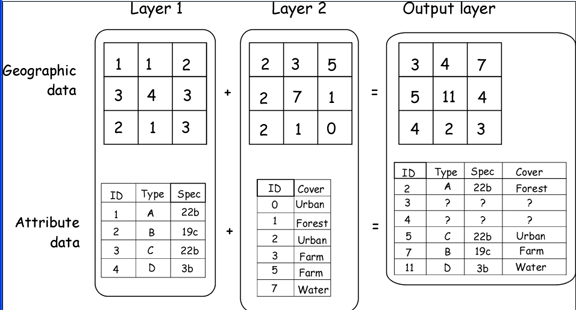 Layer 1 Layer 2 Output layer
Geographic data
1 1 2
3 4 3
2 1 3
+
2 3 5
2 7 1
2 1 0
=
3 4 7
5 11 4
4 2 3
Attribute data
ID Type Spec
1 A 22b
2 B 19c
3 C 22b
4 D 3b
+
ID Cover
0 Urban
1 Forest
2 Urban
3 Farm
5 Farm
7 Water
=
ID Type Spec Cover
2 A 22b Forest
3 ? ? ?
4 ? ? ?
5 C 22b Urban
7 B 19c Farm
11 D 3b Water